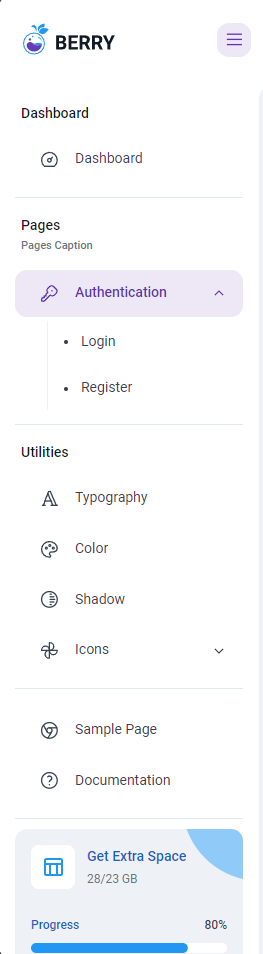 BERRY
Dashboard
Dashboard
Pages
Pages Caption
Authentication
Login
Register
Utilities
Typography
Color
Shadow
Icons
Sample Page
Documentation
Get Extra Space
28/23 GB
Progress 80%